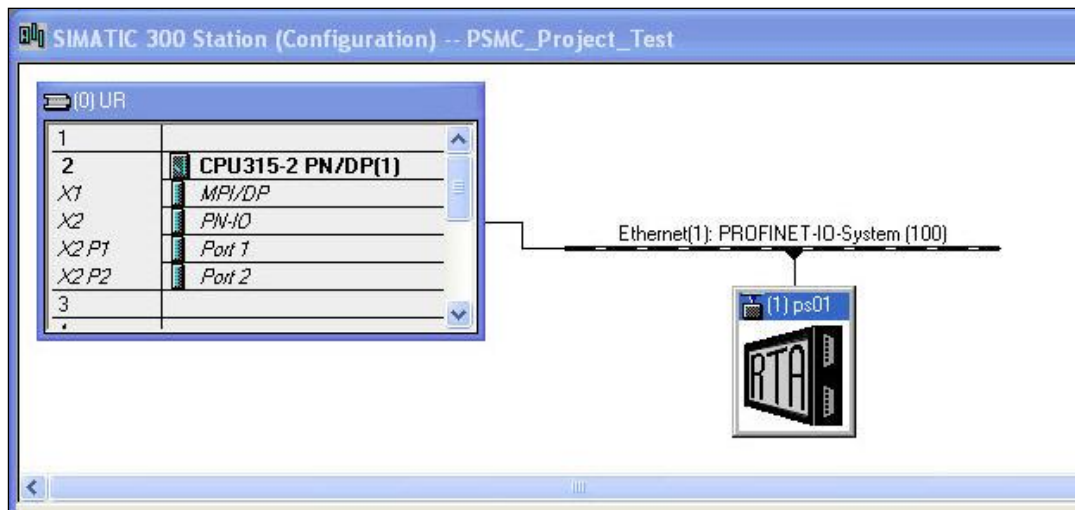 SIMATIC 300 Station (Configuration) -- PSMC_Project_Test
(0) UR
1
2 CPU315-2 PN/DP(1)
X1 MPI/DP
X2 PN-IO
X2 P1 Port 1
X2 P2 Port 2
3
Ethernet(1): PROFINET-IO-System (100)
(1) ps01
RTA